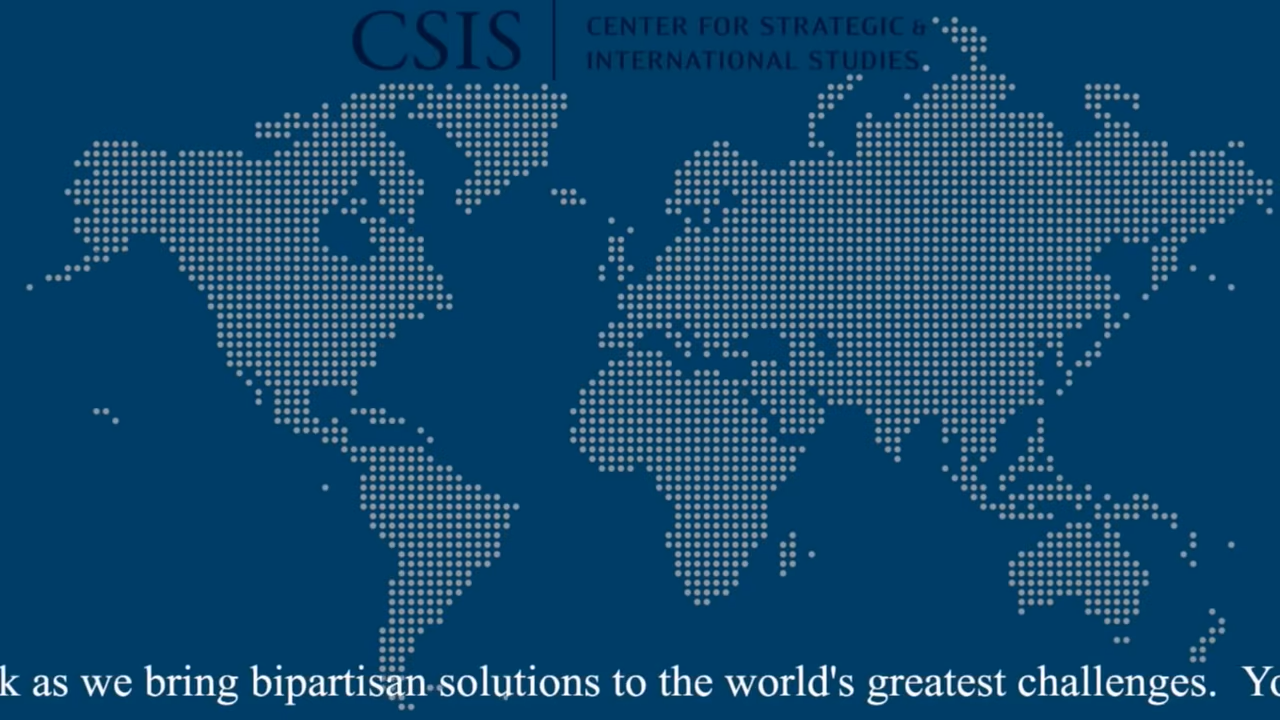 CSIS
CENTER FOR STRATEGIC &
INTERNATIONAL STUDIES
as we bring bipartisan solutions to the world's greatest challenges.